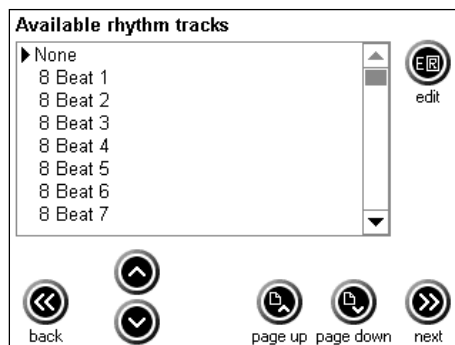 Available rhythm tracks
None
8 Beat 1
8 Beat 2
8 Beat 3
8 Beat 4
8 Beat 5
8 Beat 6
8 Beat 7
ER
edit
back
page up
page down
next